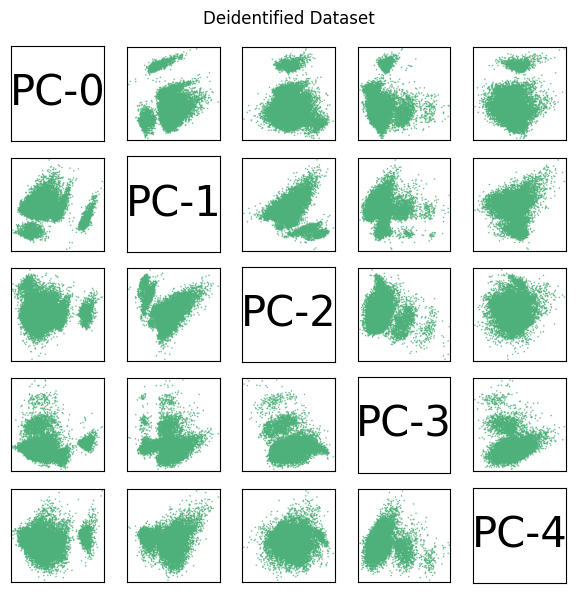 Deidentified Dataset
PC-0
PC-1
PC-2
PC-3
PC-4